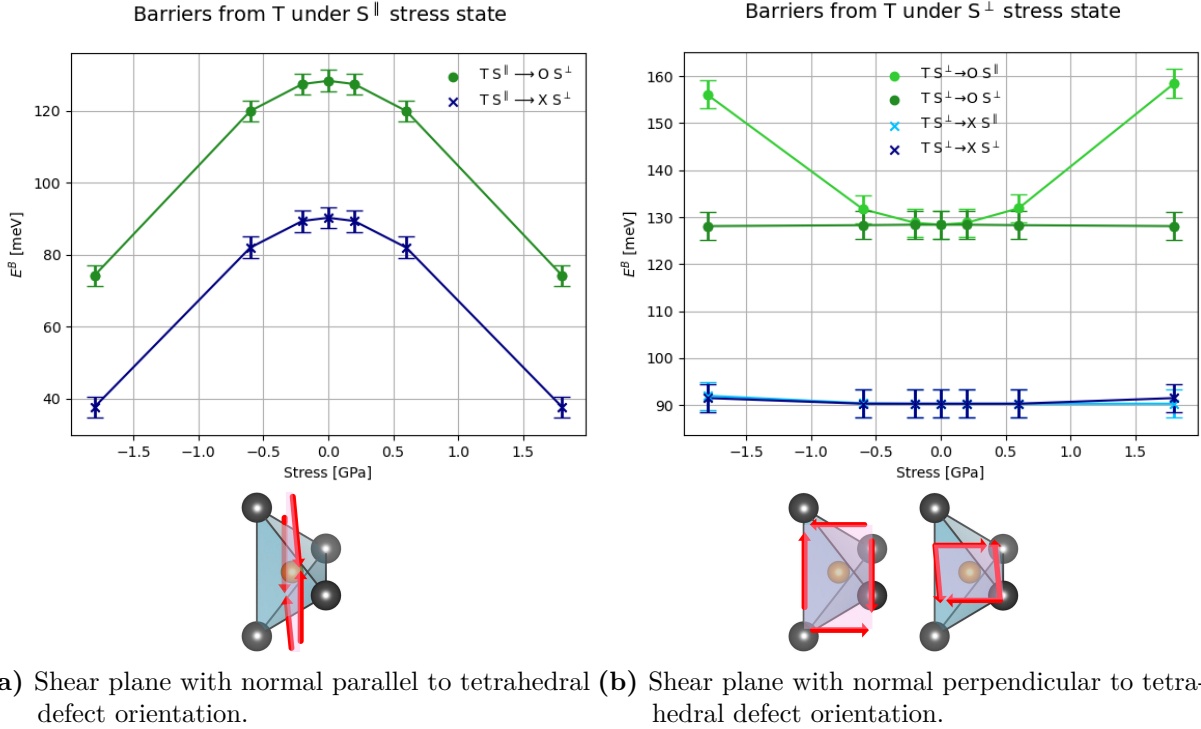 Barriers from T under S∥ stress state
Barriers from T under S⊥ stress state
T S∥ ⟶ O S⊥
T S∥ ⟶ X S⊥
120
100
80
60
40
E^B [meV]
−1.5 −1.0 −0.5 0.0 0.5 1.0 1.5
Stress [GPa]
T S⊥→O S∥
T S⊥→O S⊥
T S⊥→X S∥
T S⊥→X S⊥
160
150
140
130
120
110
100
90
E^B [meV]
−1.5 −1.0 −0.5 0.0 0.5 1.0 1.5
Stress [GPa]
a) Shear plane with normal parallel to tetrahedral
defect orientation.
(b) Shear plane with normal perpendicular to tetra-
hedral defect orientation.